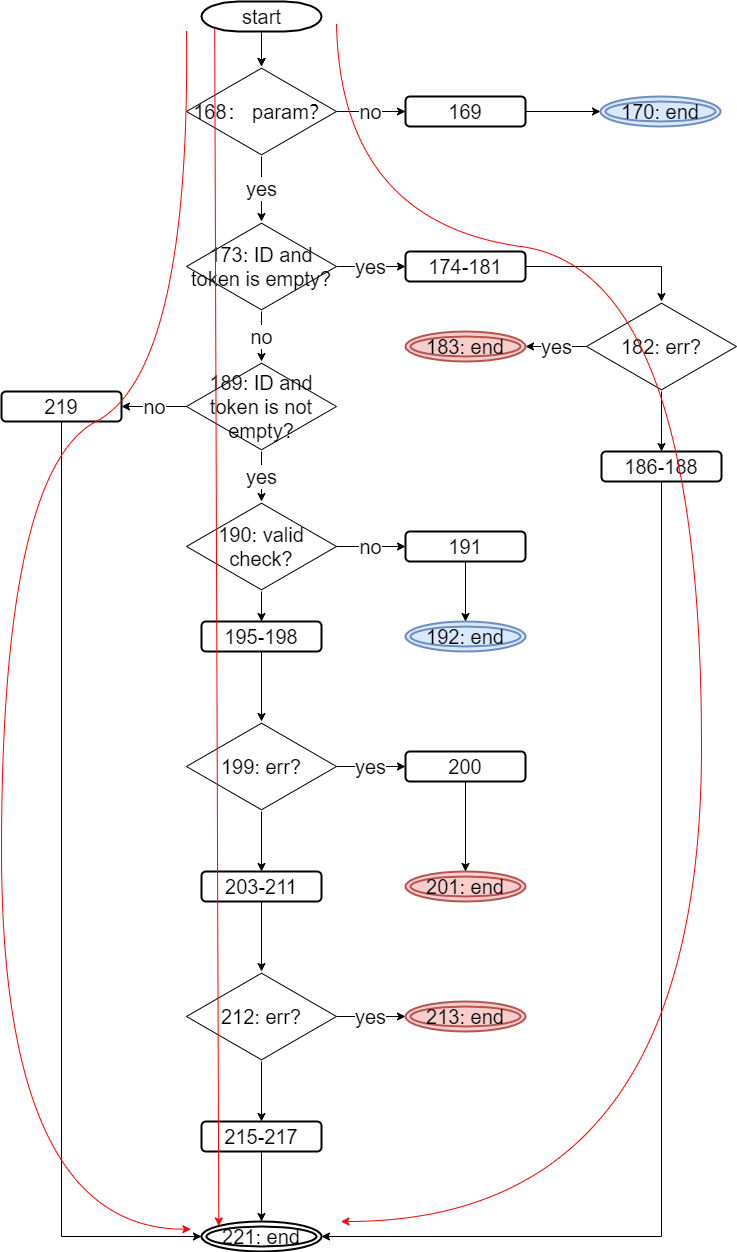 start
168: param?
no
169
170: end
yes
173: ID and
token is empty?
yes
174-181
no
183: end
yes
182: err?
189: ID and
token is not
empty?
no
219
yes
186-188
190: valid
check?
no
191
195-198
192: end
199: err?
yes
200
203-211
201: end
212: err?
yes
213: end
215-217
221: end